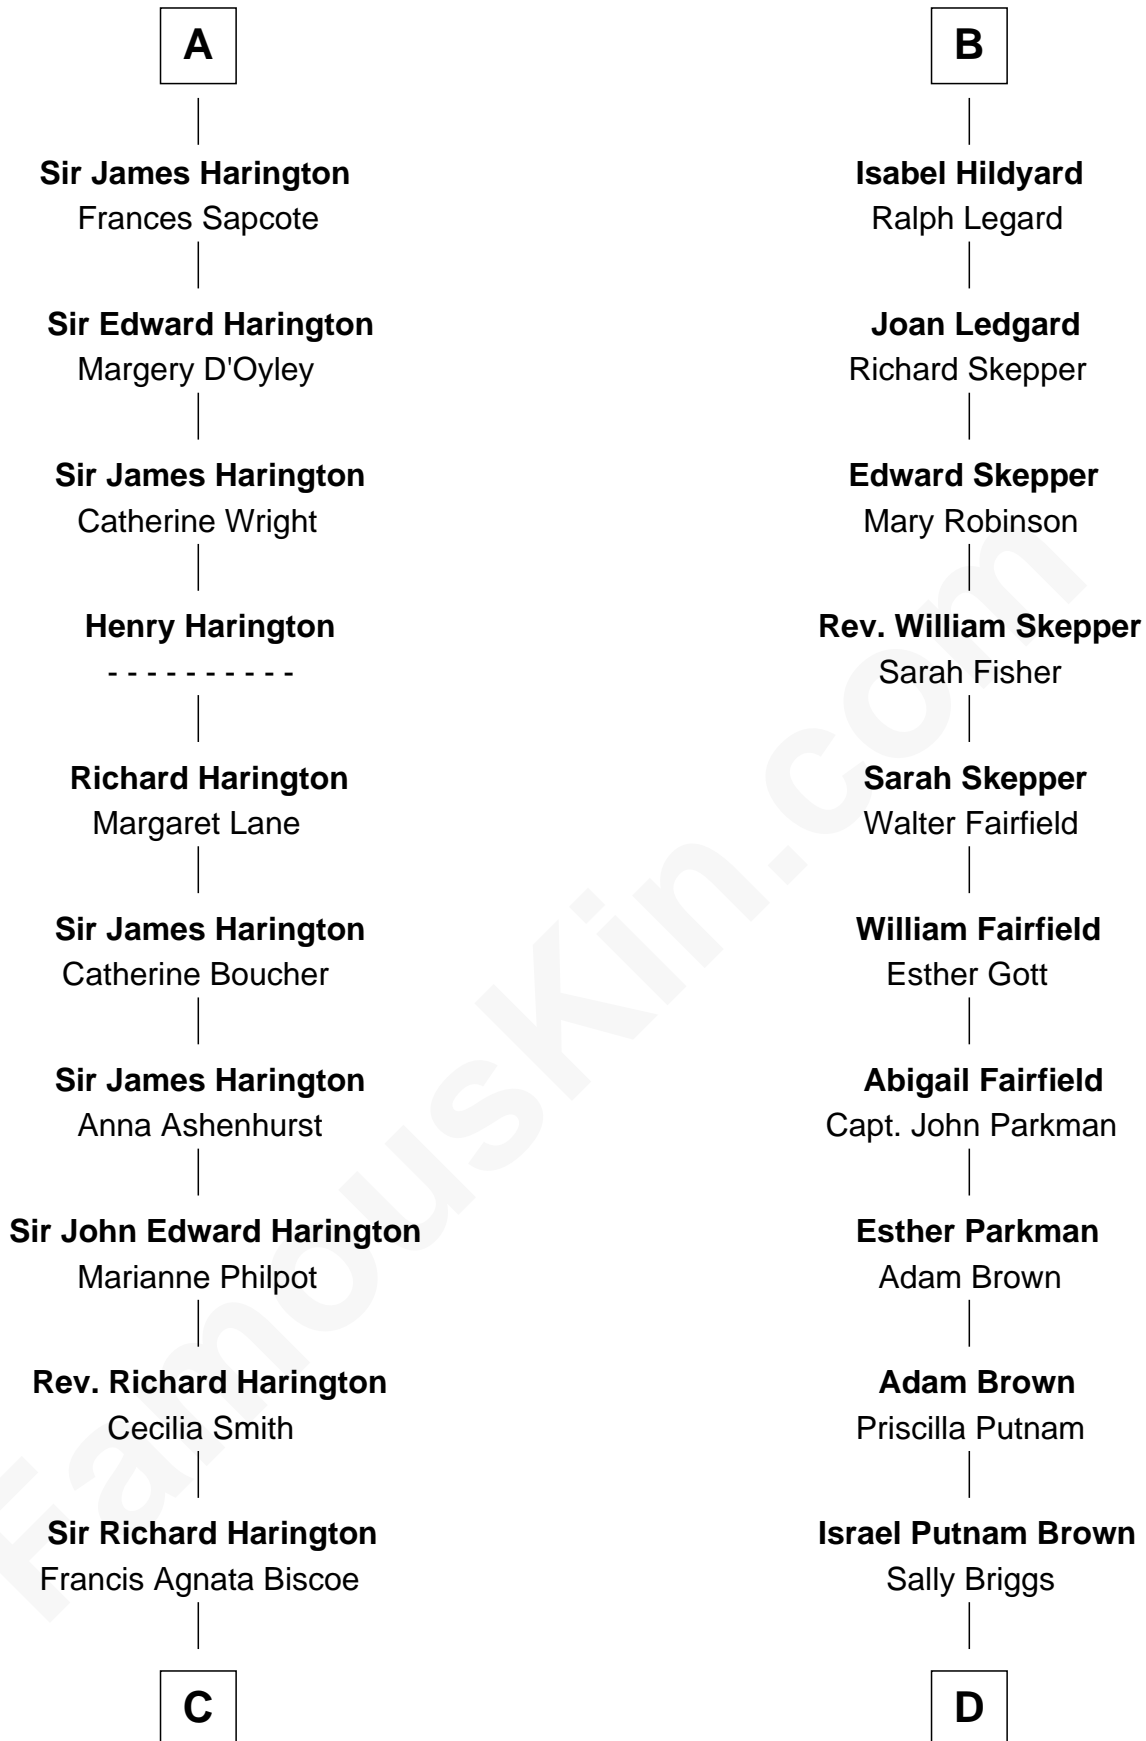 A
Sir James Harington
Frances Sapcote
Sir Edward Harington
Margery D'Oyley
Sir James Harington
Catherine Wright
Henry Harington
- - - - - - - - - -
Richard Harington
Margaret Lane
Sir James Harington
Catherine Boucher
Sir James Harington
Anna Ashenhurst
Sir John Edward Harington
Marianne Philpot
Rev. Richard Harington
Cecilia Smith
Sir Richard Harington
Francis Agnata Biscoe
C
B
Isabel Hildyard
Ralph Legard
Joan Ledgard
Richard Skepper
Edward Skepper
Mary Robinson
Rev. William Skepper
Sarah Fisher
Sarah Skepper
Walter Fairfield
William Fairfield
Esther Gott
Abigail Fairfield
Capt. John Parkman
Esther Parkman
Adam Brown
Adam Brown
Priscilla Putnam
Israel Putnam Brown
Sally Briggs
D
FamousKin.com